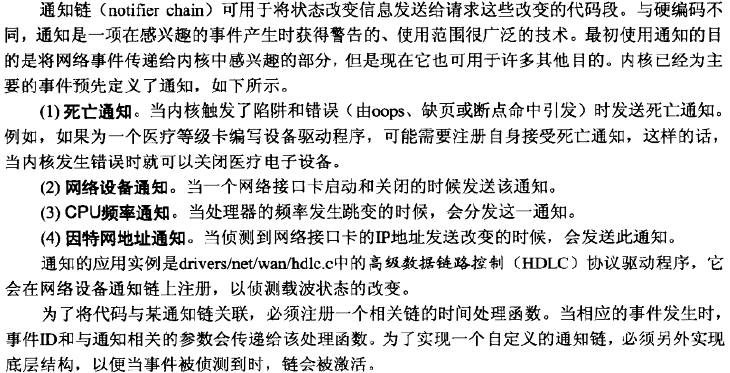 通知链（notifier chain）可用于将状态改变信息发送给请求这些改变的代码段。与硬编码不
同，通知是一项在感兴趣的事件产生时获得警告的、使用范围很广泛的技术。最初使用通知的目
的是将网络事件传递给内核中感兴趣的部分，但是现在它也可用于许多其他目的。内核已经为主
要的事件预先定义了通知，如下所示。
(1) 死亡通知。当内核触发了陷阱和错误（由oops、缺页或断点命中引发）时发送死亡通知。
例如，如果为一个医疗等级卡编写设备驱动程序，可能需要注册自身接受死亡通知，这样的话，
当内核发生错误时就可以关闭医疗电子设备。
(2) 网络设备通知。当一个网络接口卡启动和关闭的时候发送该通知。
(3) CPU频率通知。当处理器的频率发生跳变的时候，会分发这一通知。
(4) 因特网地址通知。当侦测到网络接口卡的IP地址发送改变的时候，会发送此通知。
通知的应用实例是drivers/net/wan/hdlc.c中的高级数据链路控制（HDLC）协议驱动程序，它
会在网络设备通知链上注册，以侦测载波状态的改变。
为了将代码与某通知链关联，必须注册一个相关链的时间处理函数。当相应的事件发生时，
事件ID和与通知相关的参数会传递给该处理函数。为了实现一个自定义的通知链，必须另外实现
底层结构，以便当事件被侦测到时，链会被激活。